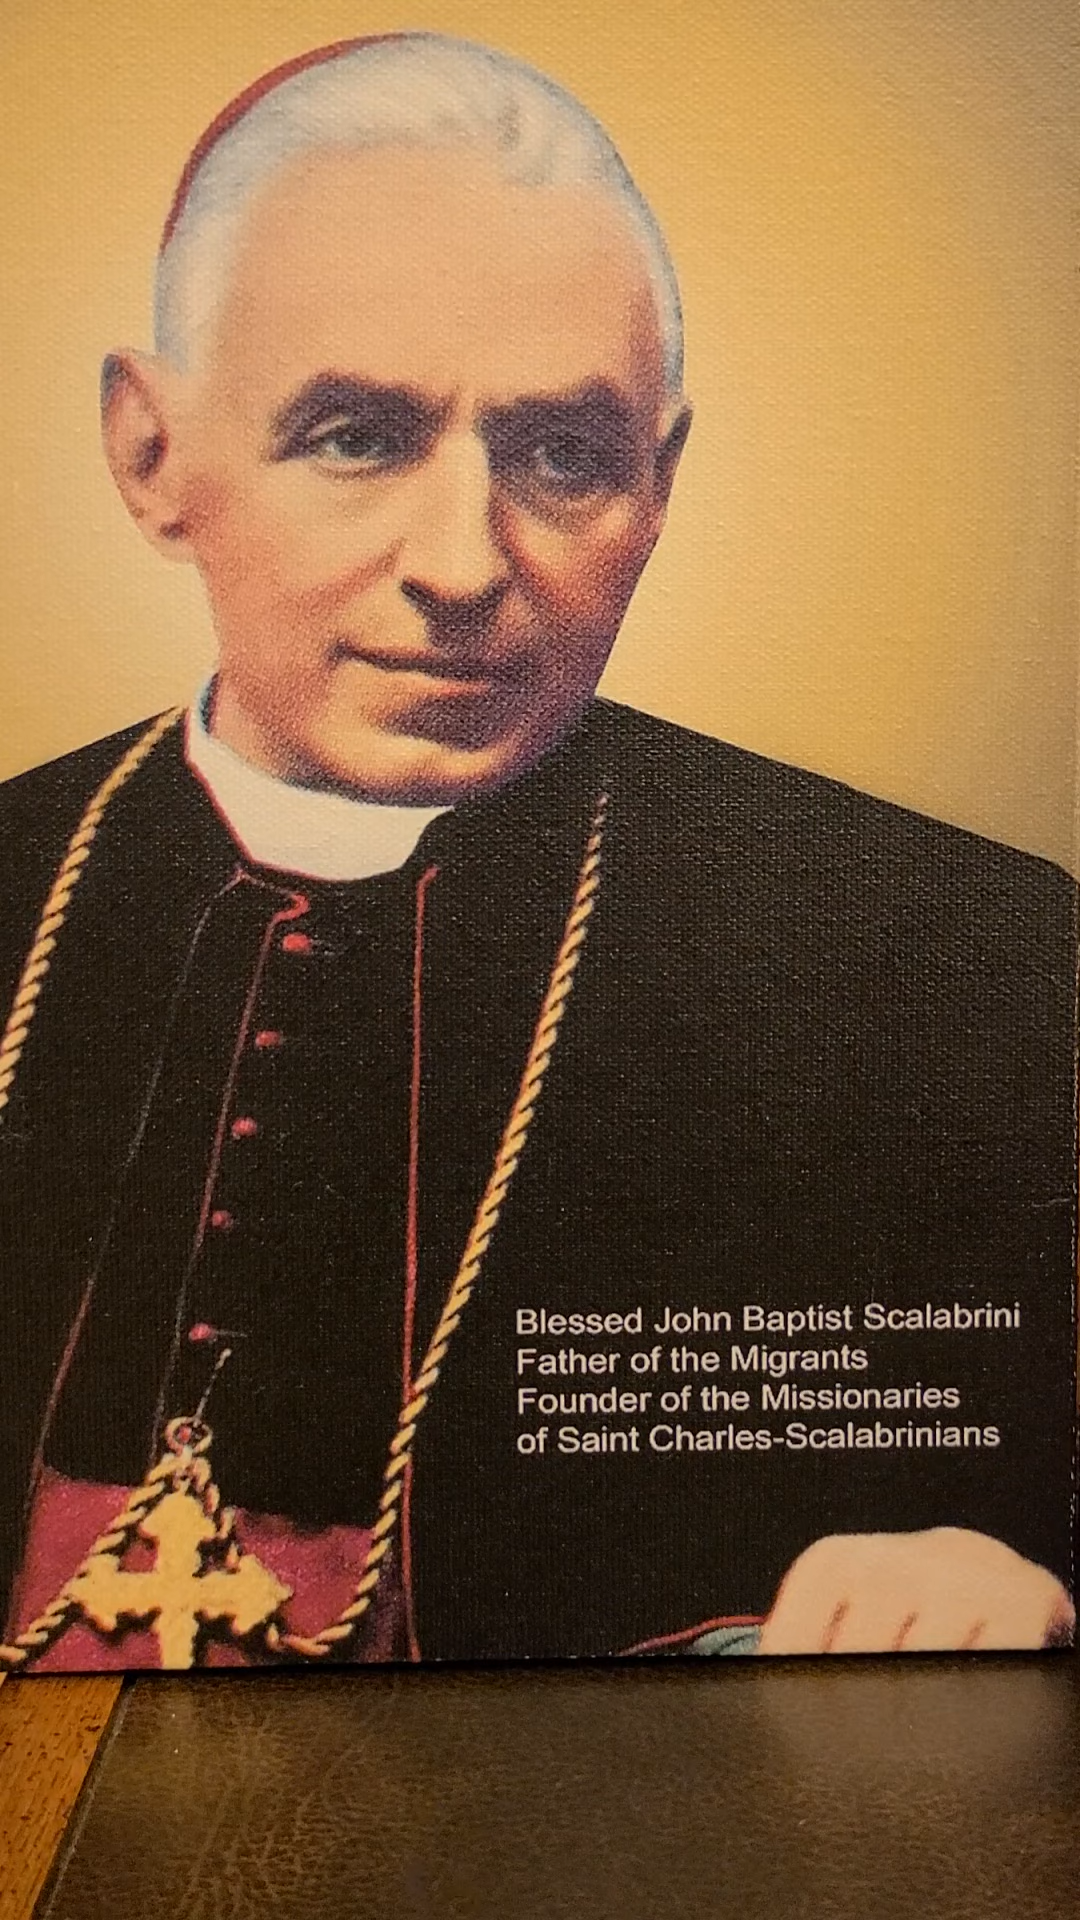 Blessed John Baptist Scalabrini
Father of the Migrants
Founder of the Missionaries
of Saint Charles-Scalabrinians